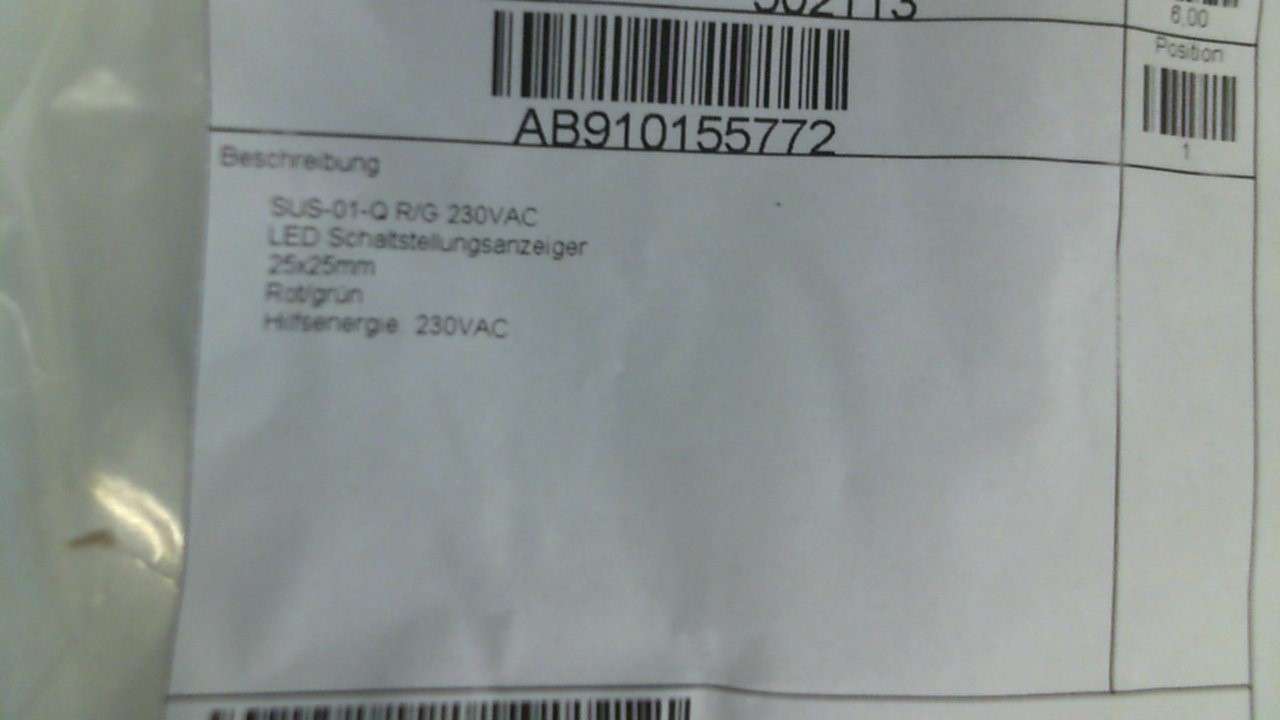 6.00
AB910155772
Position
1
Beschreibung
SUS-01-Q R/G 230VAC
LED Schaltstellungsanzeiger
25x25mm
Rot/grün
Hilfsenergie 230VAC